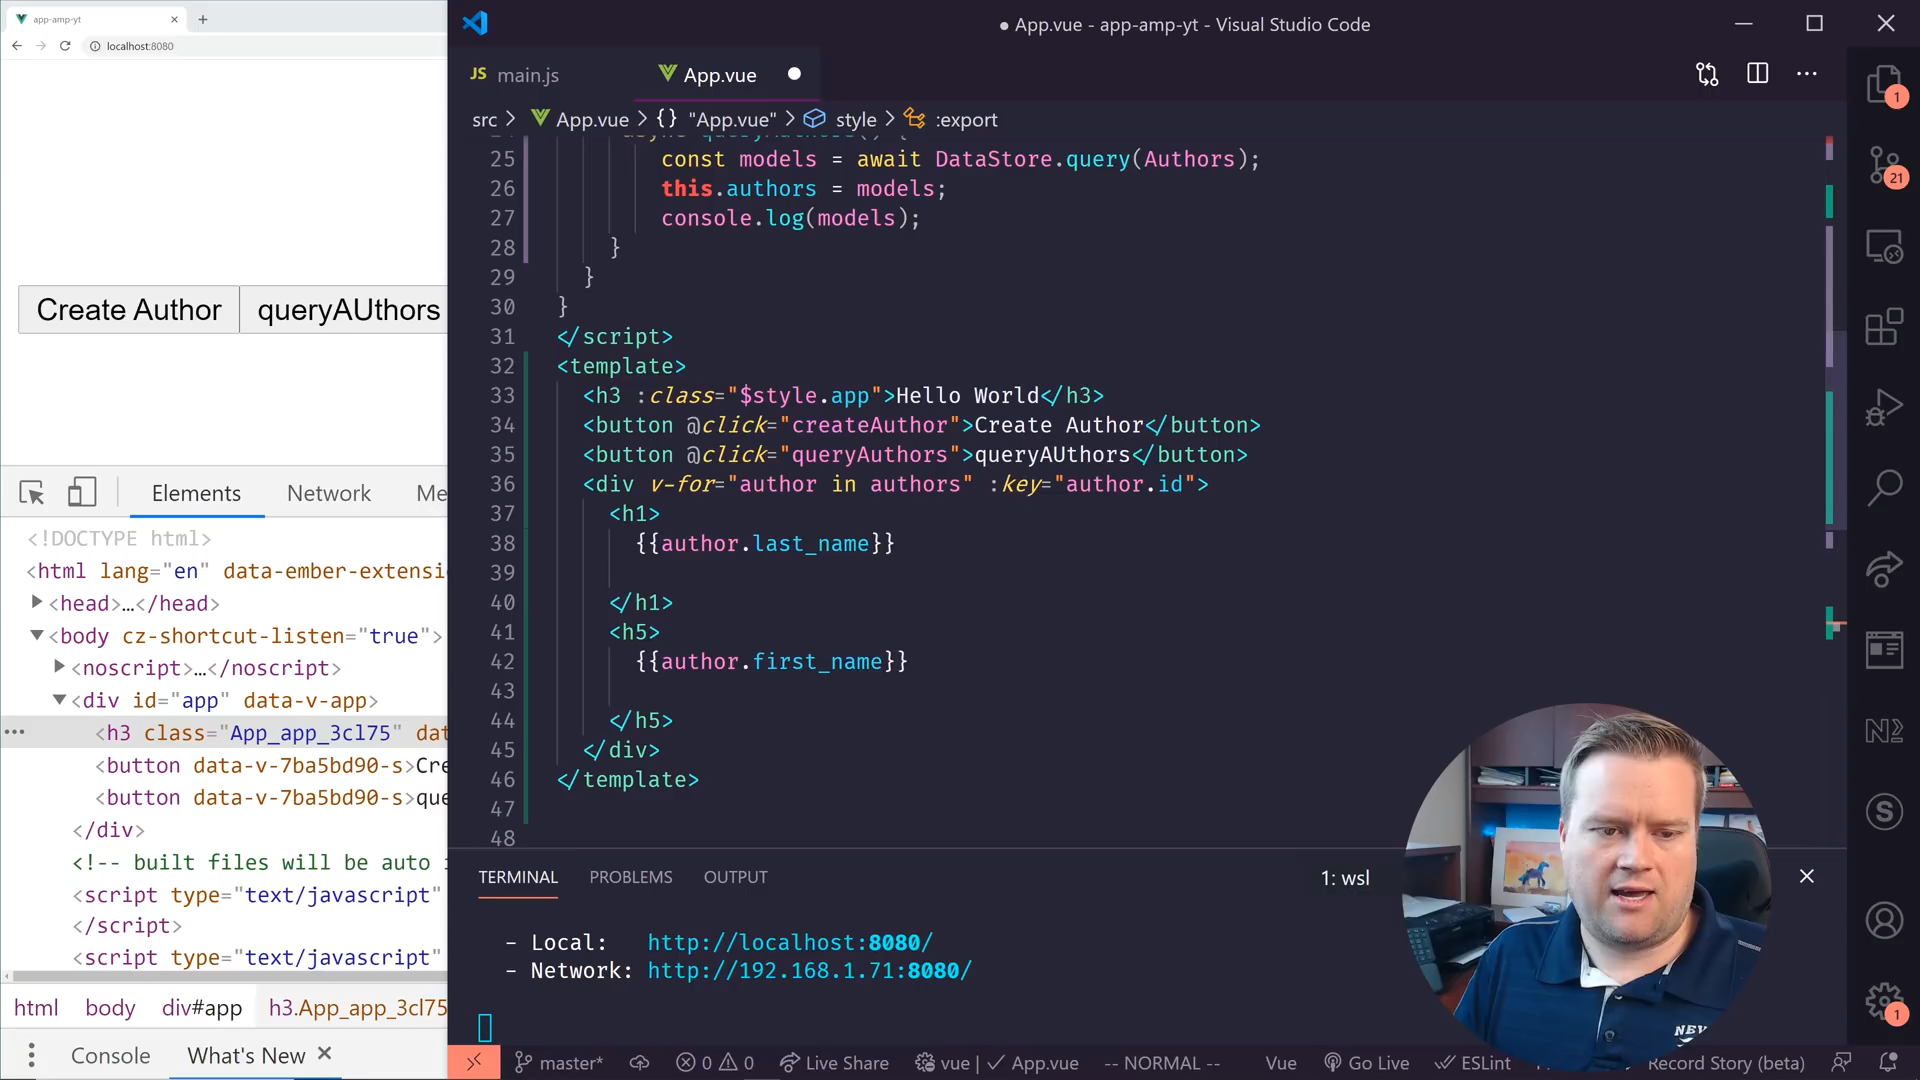 app-amp-yt
localhost:8080
Create Author
queryAUthors
Elements
Network
Me
<!DOCTYPE html>
<html lang="en" data-ember-extensi
<head>…</head>
<body cz-shortcut-listen="true">
<noscript>…</noscript>
<div id="app" data-v-app>
<h3 class="App_app_3cl75" dat
<button data-v-7ba5bd90-s>Cre
<button data-v-7ba5bd90-s>que
</div>
<!-- built files will be auto
<script type="text/javascript"
</script>
<script type="text/javascript"
html body div#app h3.App_app_3cl75
Console What's New
● App.vue - app-amp-yt - Visual Studio Code
JS main.js
App.vue
src > App.vue > {} "App.vue" > style > :export
25 const models = await DataStore.query(Authors);
26 this.authors = models;
27 console.log(models);
28 }
29 }
30 }
31 </script>
32 <template>
33 <h3 :class="$style.app">Hello World</h3>
34 <button @click="createAuthor">Create Author</button>
35 <button @click="queryAuthors">queryAUthors</button>
36 <div v-for="author in authors" :key="author.id">
37 <h1>
38 {{author.last_name}}
39
40 </h1>
41 <h5>
42 {{author.first_name}}
43
44 </h5>
45 </div>
46 </template>
47
48
TERMINAL PROBLEMS OUTPUT 1: wsl
- Local: http://localhost:8080/
- Network: http://192.168.1.71:8080/
master* 0 0 Live Share vue | App.vue -- NORMAL -- Vue Go Live ESLint Record Story (beta)
1
21
1
NEV